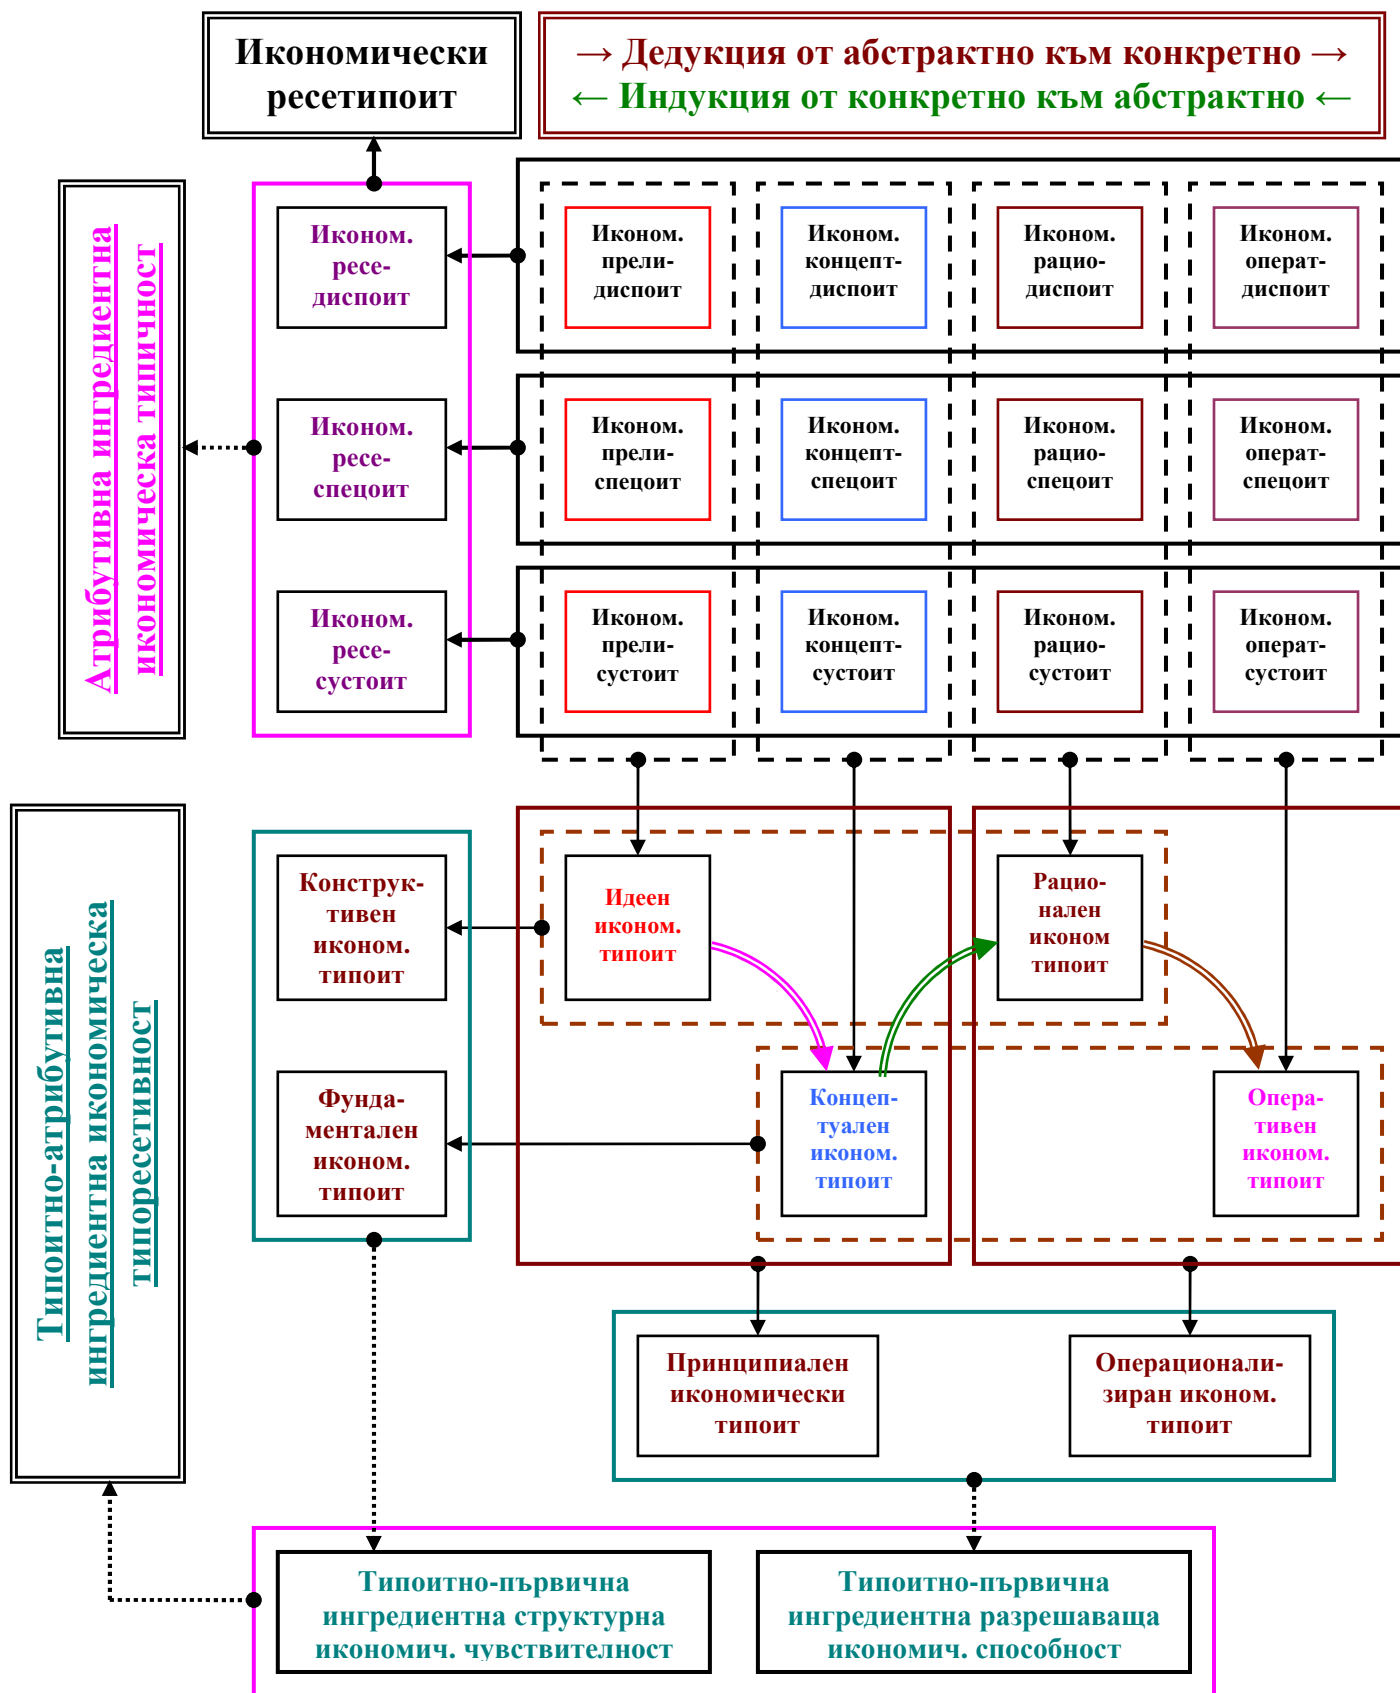 Икономически
ресетипоит
→ Дедукция от абстрактно към конкретно →
← Индукция от конкретно към абстрактно ←
Атрибутивна ингредиентна
икономическа типичност
Иконом.
ресе-
диспоит
Иконом.
прели-
диспоит
Иконом.
концепт-
диспоит
Иконом.
рацио-
диспоит
Иконом.
операт-
диспоит
Иконом.
ресе-
спецоит
Иконом.
прели-
спецоит
Иконом.
концепт-
спецоит
Иконом.
рацио-
спецоит
Иконом.
операт-
спецоит
Иконом.
ресе-
сустоит
Иконом.
прели-
сустоит
Иконом.
концепт-
сустоит
Иконом.
рацио-
сустоит
Иконом.
операт-
сустоит
Типоитно-атрибутивна
ингредиентна икономическа
типоресетивност
Конструк-
тивен
иконом.
типоит
Идеен
иконом.
типоит
Рацио-
нален
иконом
типоит
Фунда-
ментален
иконом.
типоит
Концеп-
туален
иконом.
типоит
Опера-
тивен
иконом.
типоит
Принципиален
икономически
типоит
Операционали-
зиран иконом.
типоит
Типоитно-първична
ингредиентна структурна
икономич. чувствителност
Типоитно-първична
ингредиентна разрешаваща
икономич. способност